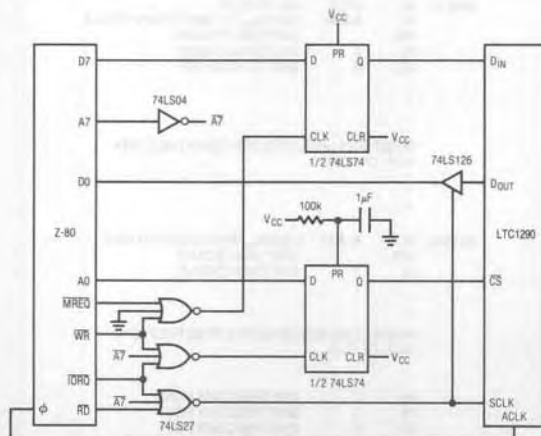 VCC
D7
D
PR
Q
DIN
74LS04
A7
A7
CLK
CLR
VCC
1/2 74LS74
74LS126
D0
DOUT
100k
1µF
VCC
Z-80
LTC1290
A0
D
PR
Q
CS
MREQ
WR
A7
CLK
CLR
VCC
IORQ
1/2 74LS74
A7
SCLK
φ
RD
74LS27
ACLK